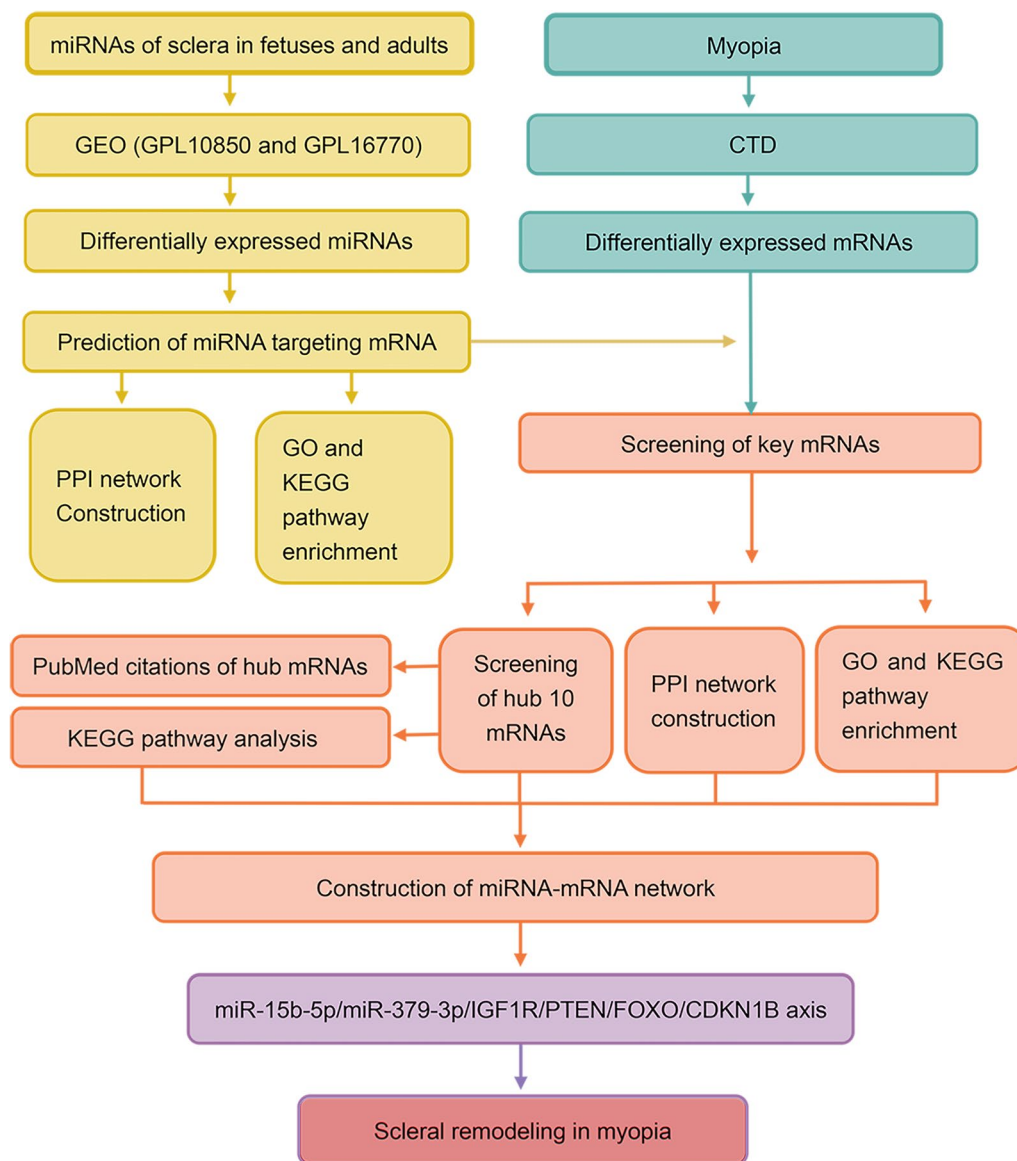 miRNAs of sclera in fetuses and adults
Myopia
GEO (GPL10850 and GPL16770)
CTD
Differentially expressed miRNAs
Differentially expressed mRNAs
Prediction of miRNA targeting mRNA
PPI network
Construction
GO and
KEGG
pathway
enrichment
Screening of key mRNAs
PubMed citations of hub mRNAs
KEGG pathway analysis
Screening
of hub 10
mRNAs
PPI network
construction
GO and KEGG
pathway
enrichment
Construction of miRNA-mRNA network
miR-15b-5p/miR-379-3p/IGF1R/PTEN/FOXO/CDKN1B axis
Scleral remodeling in myopia